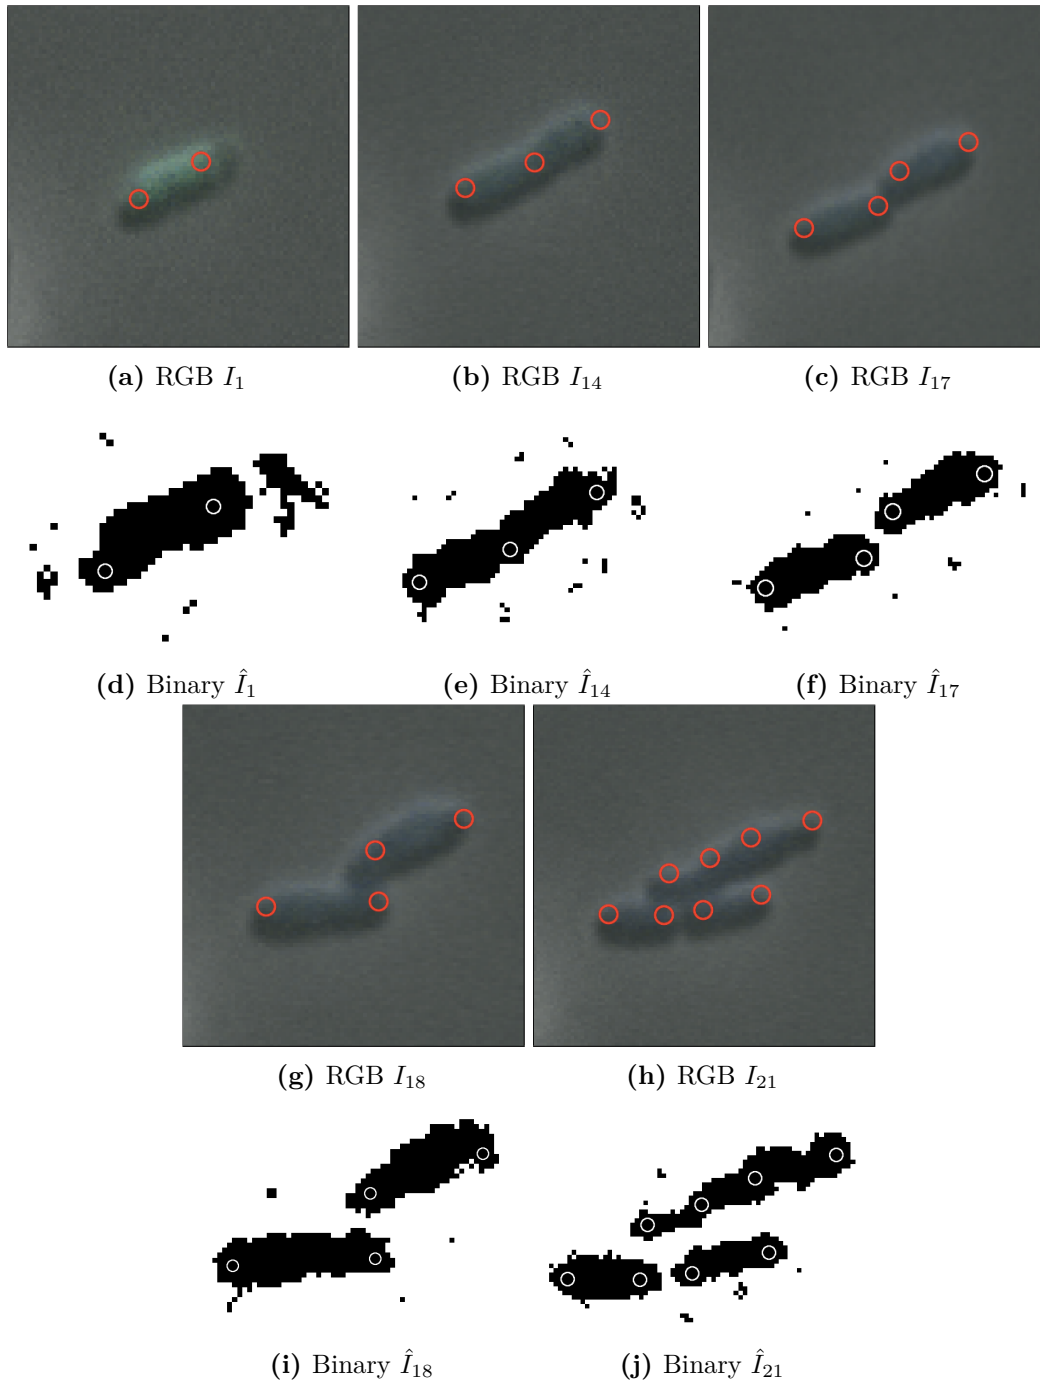 (a) RGB I₁ (b) RGB I₁₄ (c) RGB I₁₇
(d) Binary Î₁ (e) Binary Î₁₄ (f) Binary Î₁₇
(g) RGB I₁₈ (h) RGB I₂₁
(i) Binary Î₁₈ (j) Binary Î₂₁